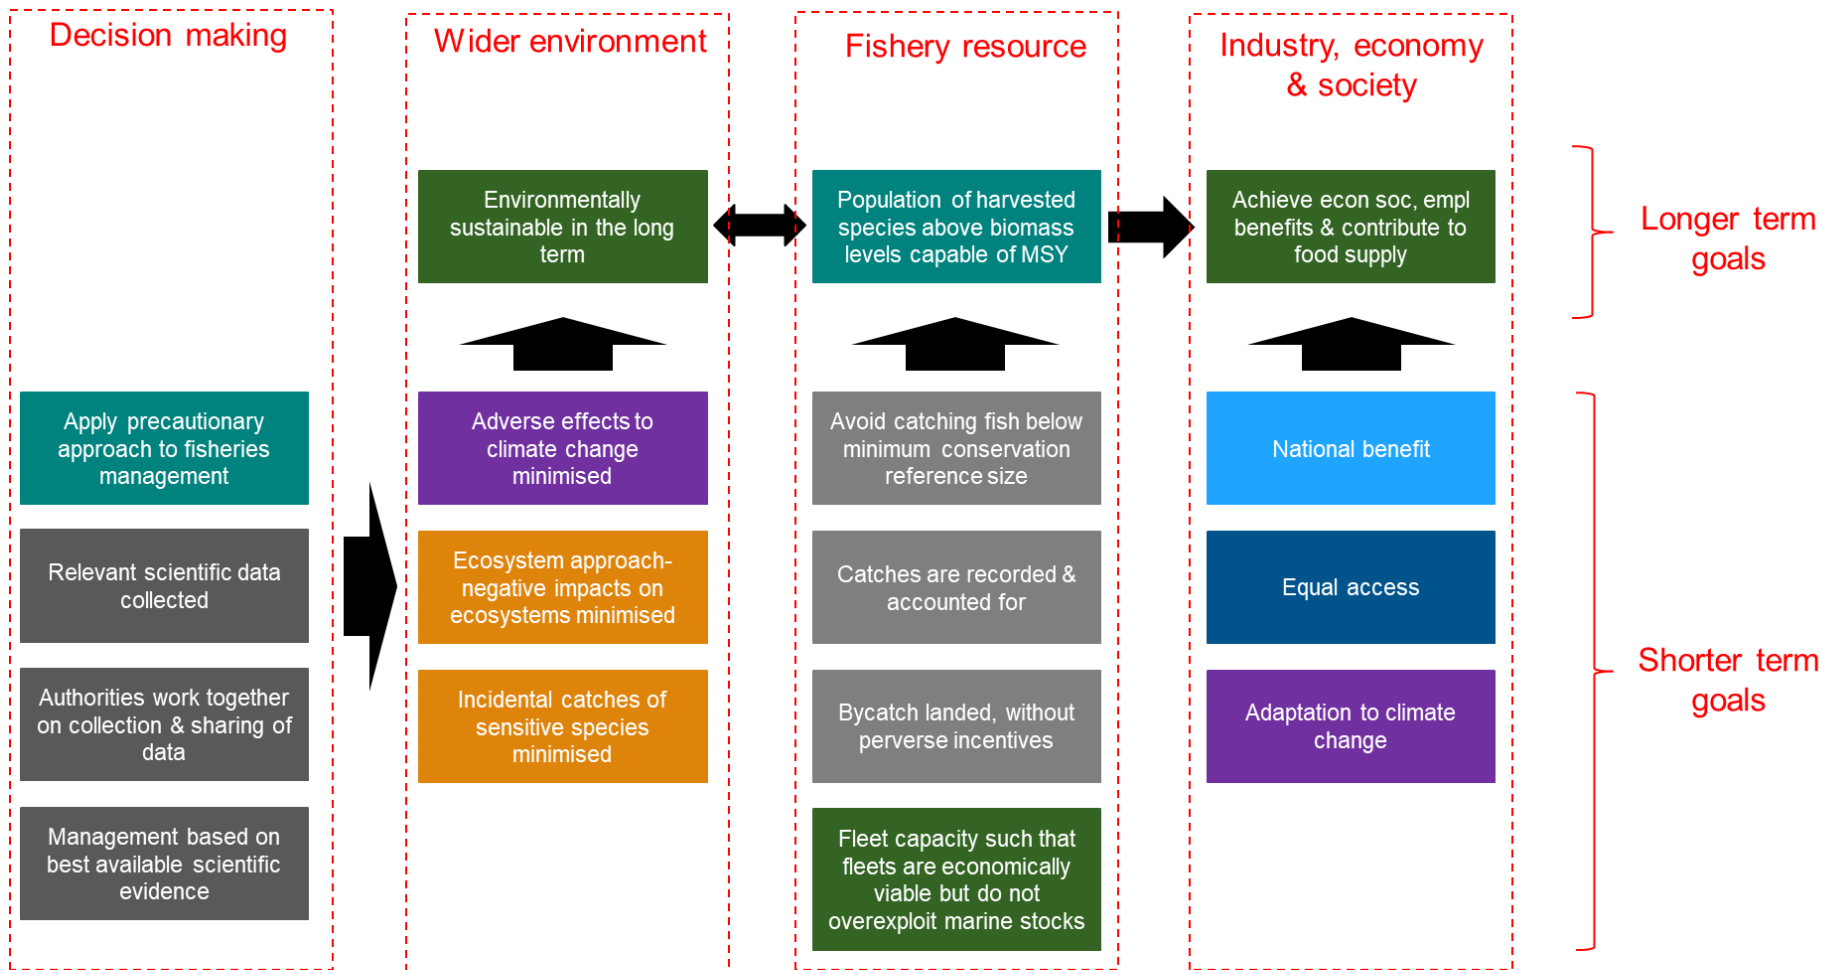 Decision making
Apply precautionary
approach to fisheries
management
Relevant scientific data
collected
Authorities work together
on collection & sharing of
data
Management based on
best available scientific
evidence
Wider environment
Environmentally
sustainable in the long
term
Adverse effects to
climate change
minimised
Ecosystem approach-
negative impacts on
ecosystems minimised
Incidental catches of
sensitive species
minimised
Fishery resource
Population of harvested
species above biomass
levels capable of MSY
Avoid catching fish below
minimum conservation
reference size
Catches are recorded &
accounted for
Bycatch landed, without
perverse incentives
Fleet capacity such that
fleets are economically
viable but do not
overexploit marine stocks
Industry, economy
& society
Achieve econ soc, empl
benefits & contribute to
food supply
National benefit
Equal access
Adaptation to climate
change
Longer term
goals
Shorter term
goals